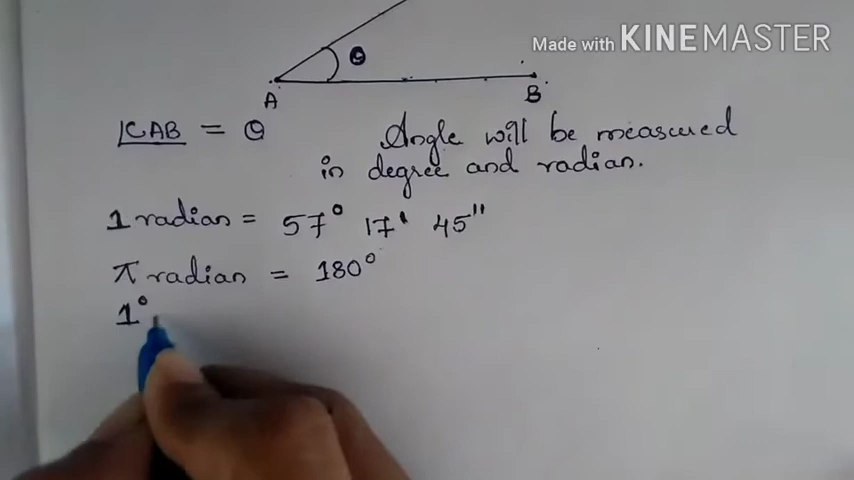 Made with KINEMASTER
θ
A
B
∠CAB = θ
Angle will be measured
in degree and radian.
1 radian = 57° 17' 45"
π radian = 180°
1°